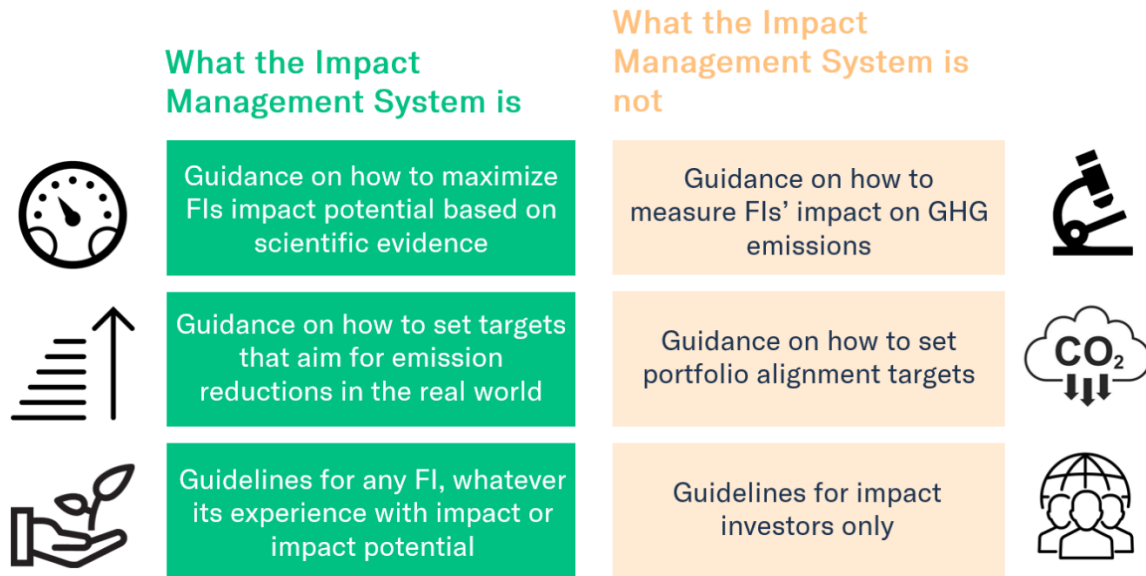 What the Impact
Management System is
What the Impact
Management System is
not
Guidance on how to maximize
FIs impact potential based on
scientific evidence
Guidance on how to
measure FIs’ impact on GHG
emissions
Guidance on how to set targets
that aim for emission
reductions in the real world
Guidance on how to set
portfolio alignment targets
CO₂
Guidelines for any FI, whatever
its experience with impact or
impact potential
Guidelines for impact
investors only